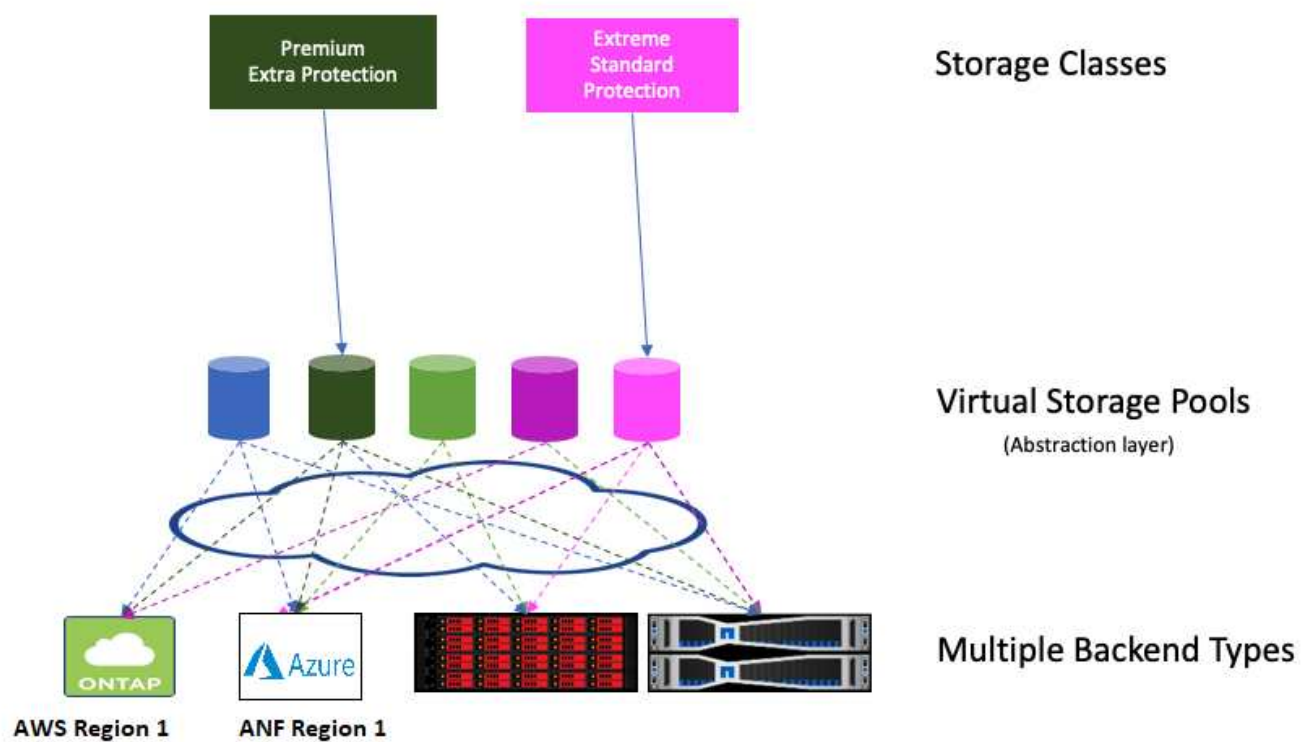 Premium
Extra Protection
Extreme
Standard
Protection
Storage Classes
Virtual Storage Pools
(Abstraction layer)
ONTAP
Azure
Multiple Backend Types
AWS Region 1
ANF Region 1